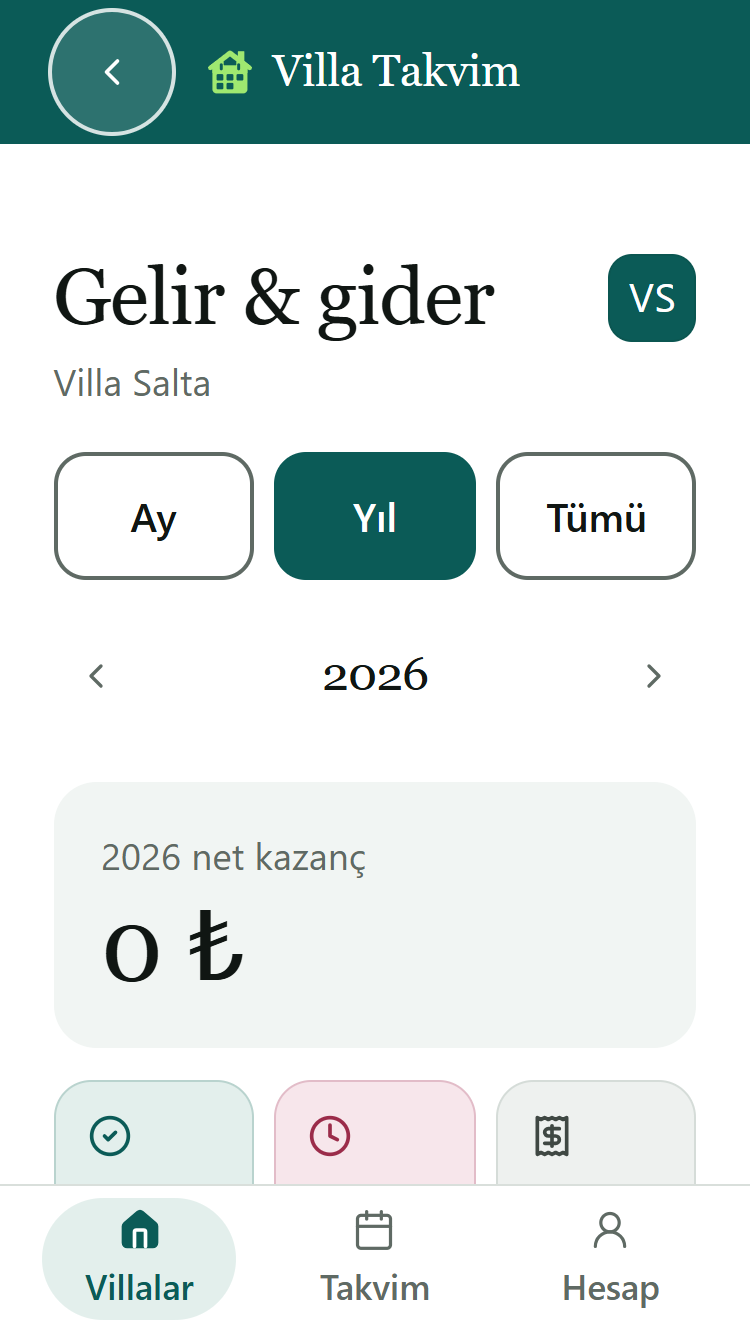 Villa Takvim
Gelir & gider
VS
Villa Salta
Ay
Yıl
Tümü
2026
2026 net kazanç
0 ₺
Villalar
Takvim
Hesap